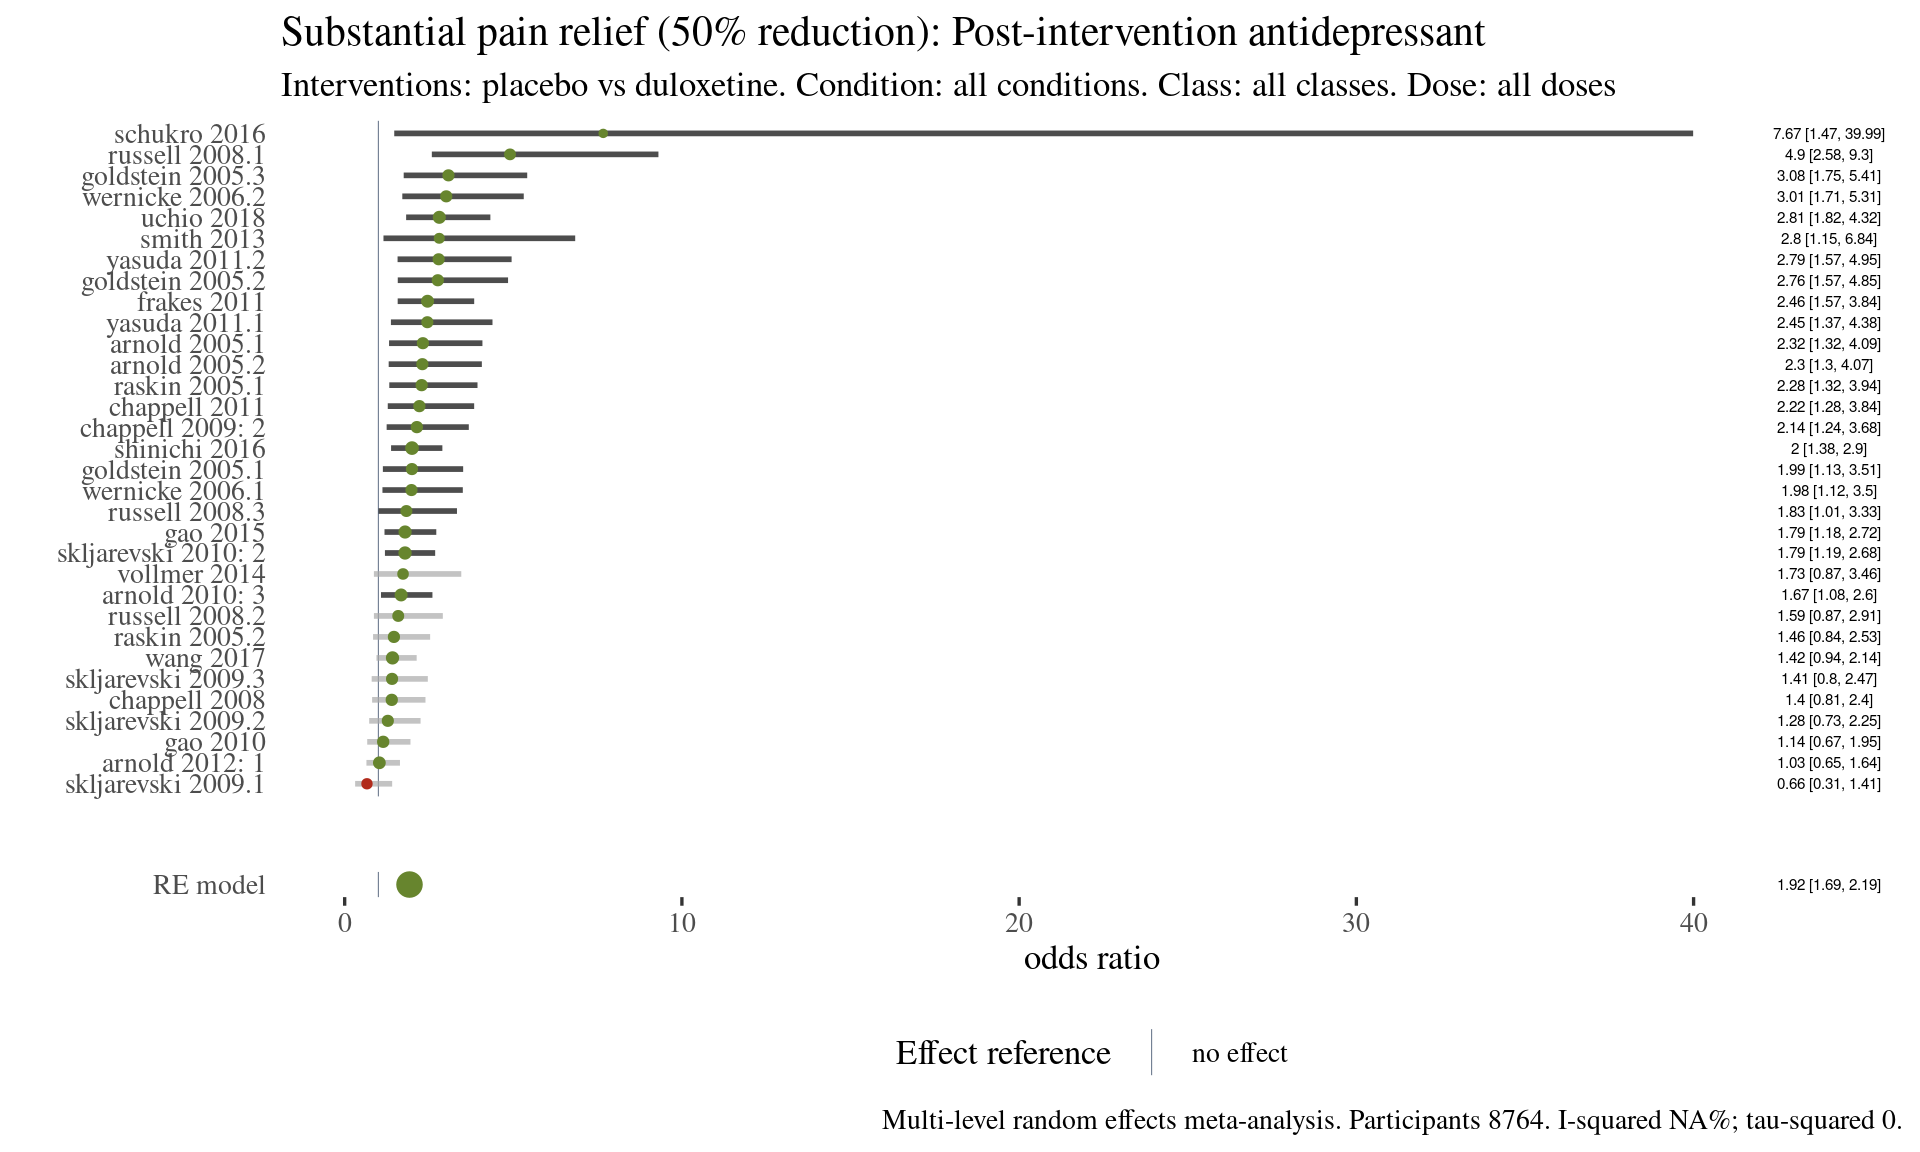 Substantial pain relief (50% reduction): Post-intervention antidepressant
Interventions: placebo vs duloxetine. Condition: all conditions. Class: all classes. Dose: all doses
schukro 2016 7.67 [1.47, 39.99]
russell 2008.1 4.9 [2.58, 9.3]
goldstein 2005.3 3.08 [1.75, 5.41]
wernicke 2006.2 3.01 [1.71, 5.31]
uchio 2018 2.81 [1.82, 4.32]
smith 2013 2.8 [1.15, 6.84]
yasuda 2011.2 2.79 [1.57, 4.95]
goldstein 2005.2 2.76 [1.57, 4.85]
frakes 2011 2.46 [1.57, 3.84]
yasuda 2011.1 2.45 [1.37, 4.38]
arnold 2005.1 2.32 [1.32, 4.09]
arnold 2005.2 2.3 [1.3, 4.07]
raskin 2005.1 2.28 [1.32, 3.94]
chappell 2011 2.22 [1.28, 3.84]
chappell 2009: 2 2.14 [1.24, 3.68]
shinichi 2016 2 [1.38, 2.9]
goldstein 2005.1 1.99 [1.13, 3.51]
wernicke 2006.1 1.98 [1.12, 3.5]
russell 2008.3 1.83 [1.01, 3.33]
gao 2015 1.79 [1.18, 2.72]
skljarevski 2010: 2 1.79 [1.19, 2.68]
vollmer 2014 1.73 [0.87, 3.46]
arnold 2010: 3 1.67 [1.08, 2.6]
russell 2008.2 1.59 [0.87, 2.91]
raskin 2005.2 1.46 [0.84, 2.53]
wang 2017 1.42 [0.94, 2.14]
skljarevski 2009.3 1.41 [0.8, 2.47]
chappell 2008 1.4 [0.81, 2.4]
skljarevski 2009.2 1.28 [0.73, 2.25]
gao 2010 1.14 [0.67, 1.95]
arnold 2012: 1 1.03 [0.65, 1.64]
skljarevski 2009.1 0.66 [0.31, 1.41]
RE model 1.92 [1.69, 2.19]
0 10 20 30 40
odds ratio
Effect reference no effect
Multi-level random effects meta-analysis. Participants 8764. I-squared NA%; tau-squared 0.